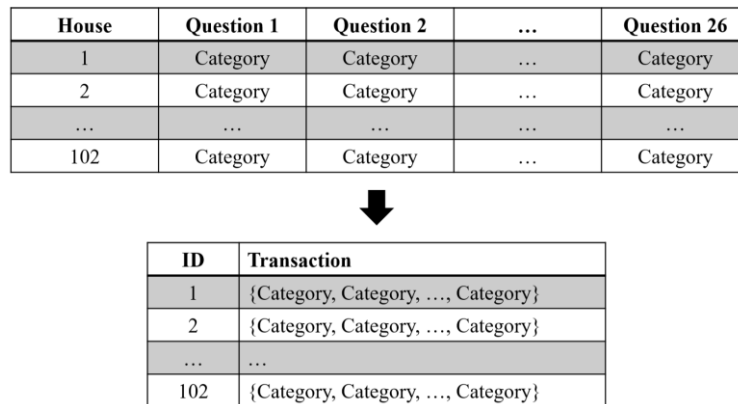 House Question 1 Question 2 … Question 26
1 Category Category … Category
2 Category Category … Category
… … … … …
102 Category Category … Category
ID Transaction
1 {Category, Category, …, Category}
2 {Category, Category, …, Category}
… …
102 {Category, Category, …, Category}